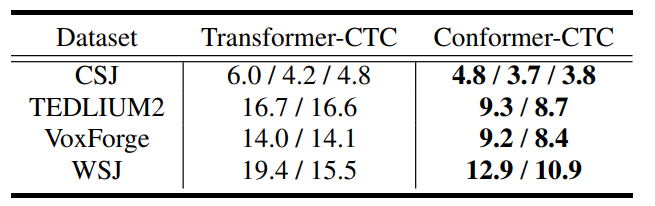 Dataset Transformer-CTC Conformer-CTC
CSJ 6.0 / 4.2 / 4.8 4.8 / 3.7 / 3.8
TEDLIUM2 16.7 / 16.6 9.3 / 8.7
VoxForge 14.0 / 14.1 9.2 / 8.4
WSJ 19.4 / 15.5 12.9 / 10.9